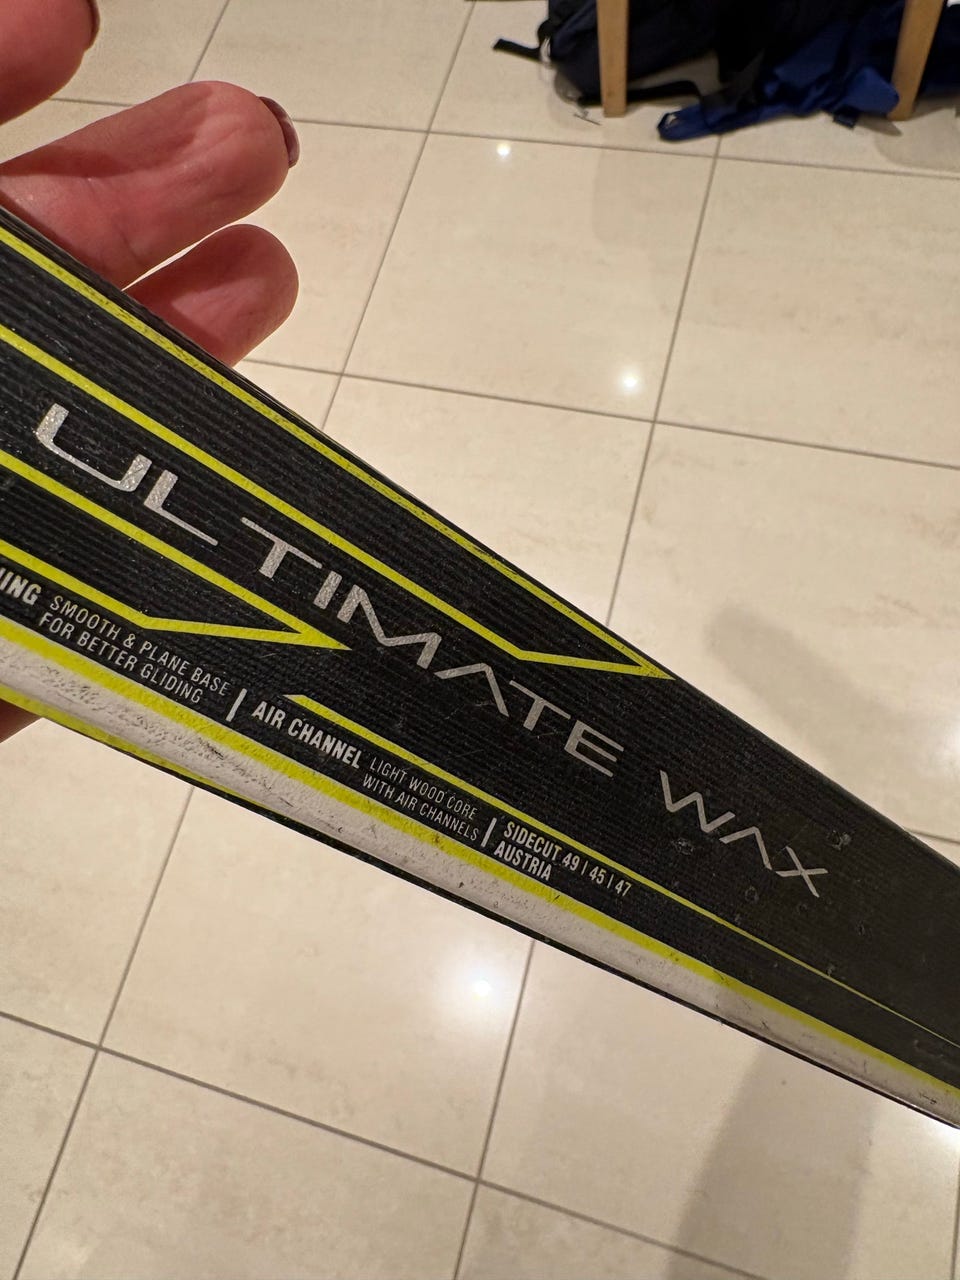 ULTIMATE WAX
SMOOTH & PLANE BASE
FOR BETTER GLIDING
AIR CHANNEL
LIGHT WOOD CORE
WITH AIR CHANNELS
SIDECUT 49 | 45 | 47
AUSTRIA